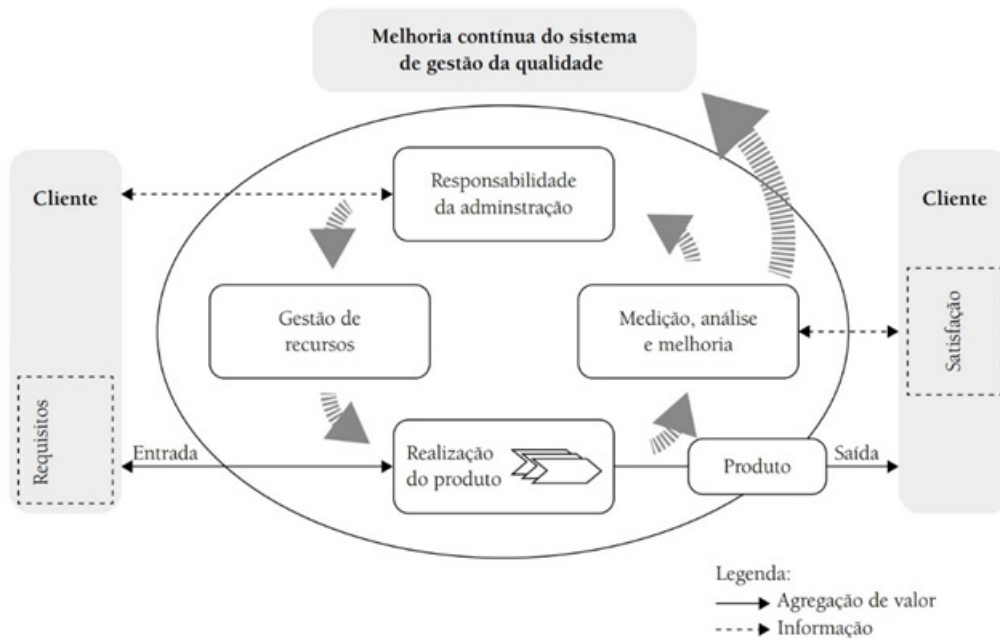 Melhoria contínua do sistema
de gestão da qualidade
Cliente
Responsabilidade
da adminstração
Cliente
Gestão de
recursos
Medição, análise
e melhoria
Satisfação
Requisitos
Entrada
Realização
do produto
Produto
Saída
Legenda:
Agregação de valor
Informação